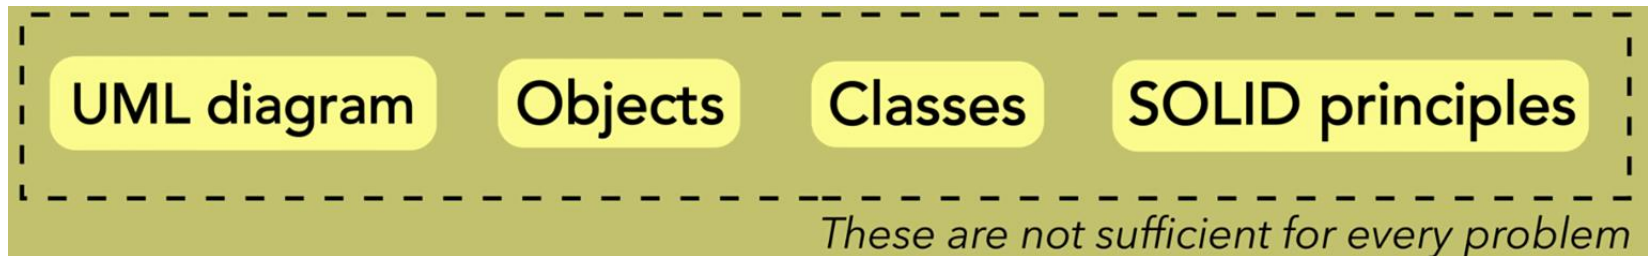 UML diagram Objects Classes SOLID principles
These are not sufficient for every problem